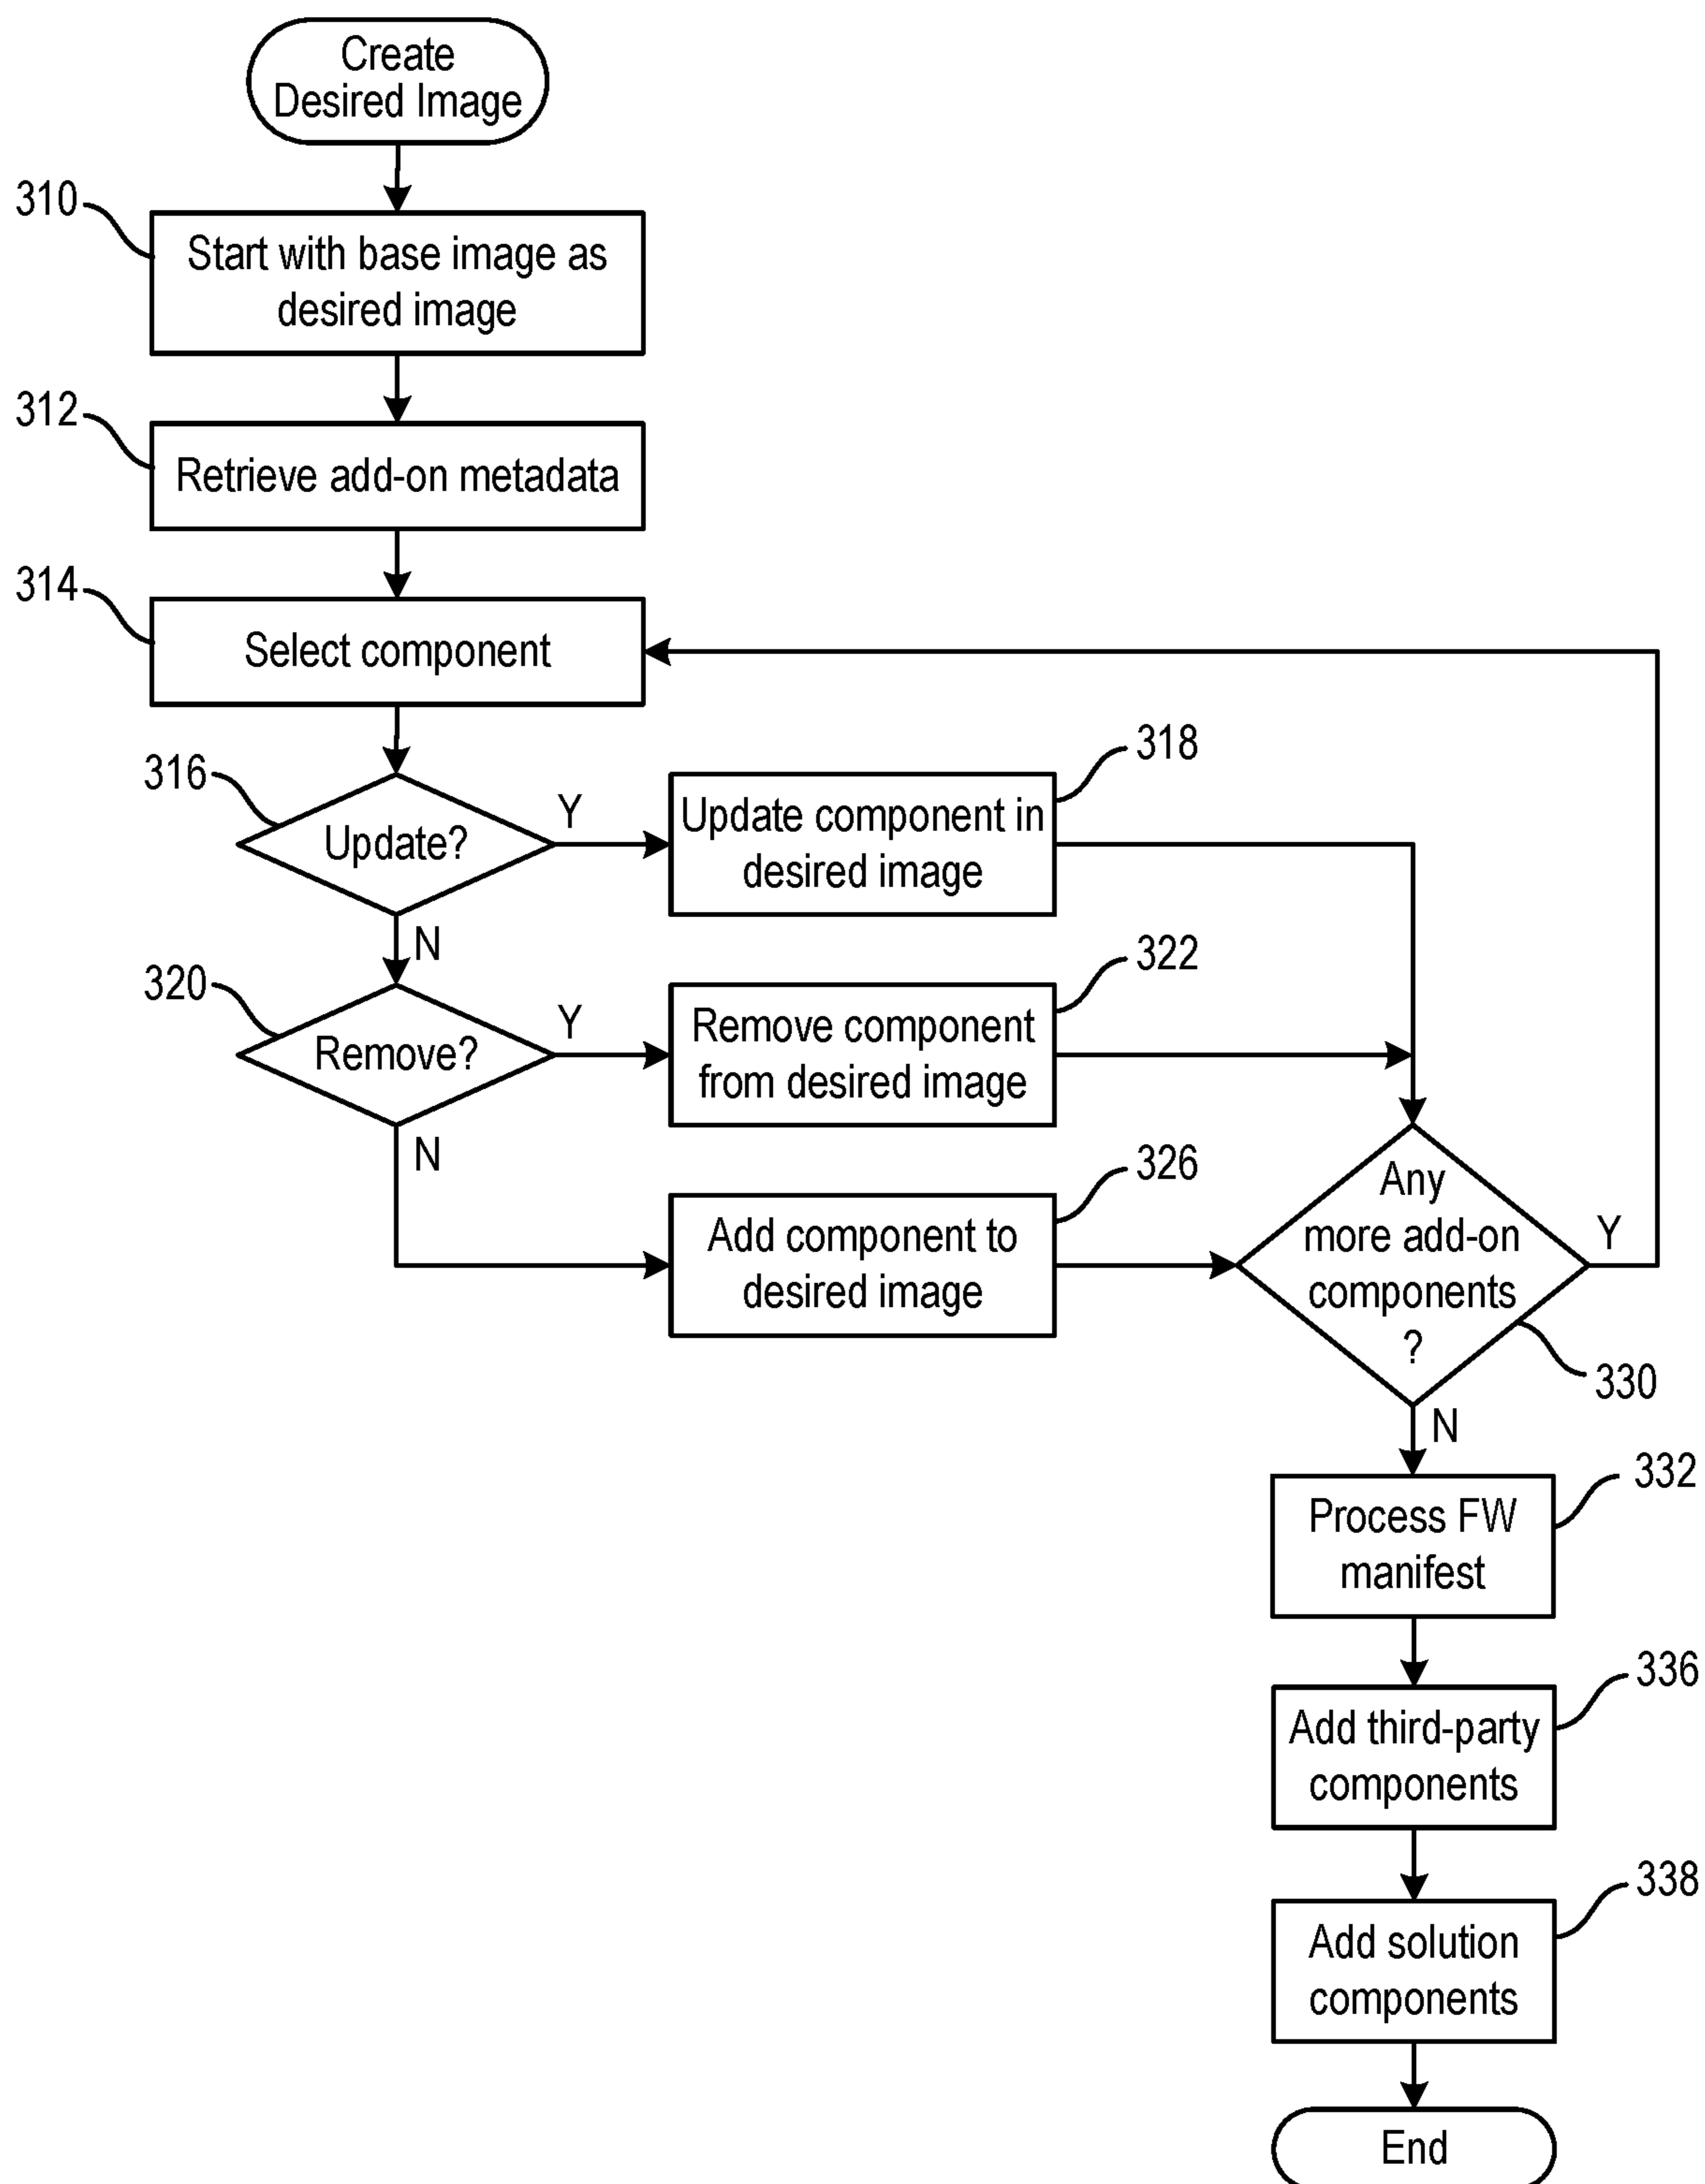 Create
Desired Image
310
Start with base image as
desired image
312
Retrieve add-on metadata
314
Select component
316
Update?
Y
N
318
Update component in
desired image
320
Remove?
Y
N
322
Remove component
from desired image
326
Add component to
desired image
Any
more add-on
components
?
Y
N
330
332
Process FW
manifest
336
Add third-party
components
338
Add solution
components
End